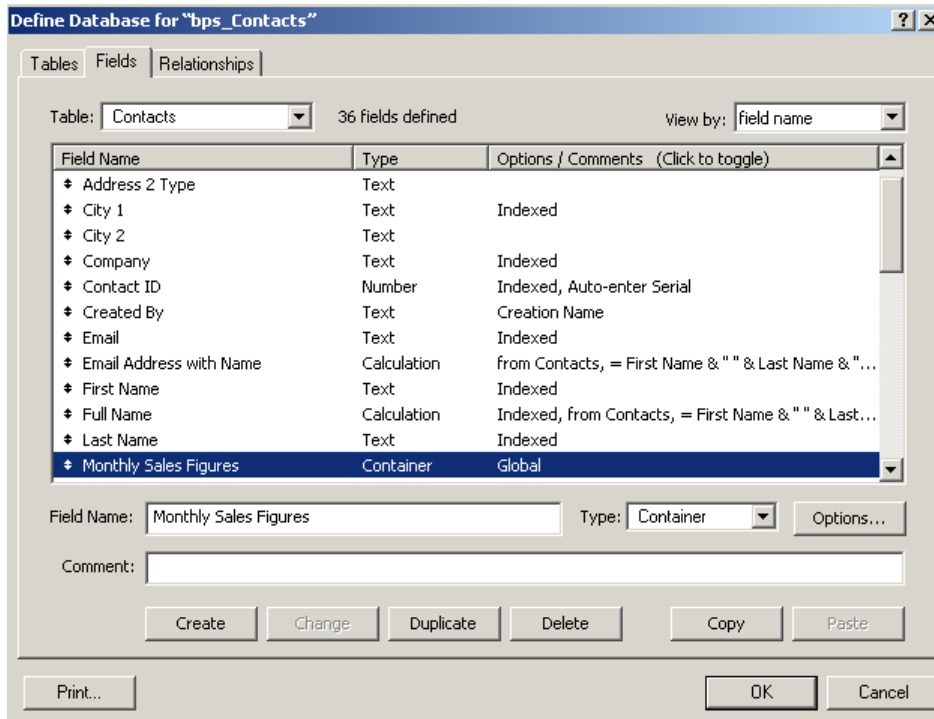 Define Database for "bps_Contacts"
Tables Fields Relationships
Table: Contacts 36 fields defined View by: field name
Field Name Type Options / Comments (Click to toggle)
Address 2 Type Text
City 1 Text Indexed
City 2 Text
Company Text Indexed
Contact ID Number Indexed, Auto-enter Serial
Created By Text Creation Name
Email Text Indexed
Email Address with Name Calculation from Contacts, = First Name & " " & Last Name & "...
First Name Text Indexed
Full Name Calculation Indexed, from Contacts, = First Name & " " & Last...
Last Name Text Indexed
Monthly Sales Figures Container Global
Field Name: Monthly Sales Figures Type: Container Options...
Comment:
Create Change Duplicate Delete Copy Paste
Print... OK Cancel